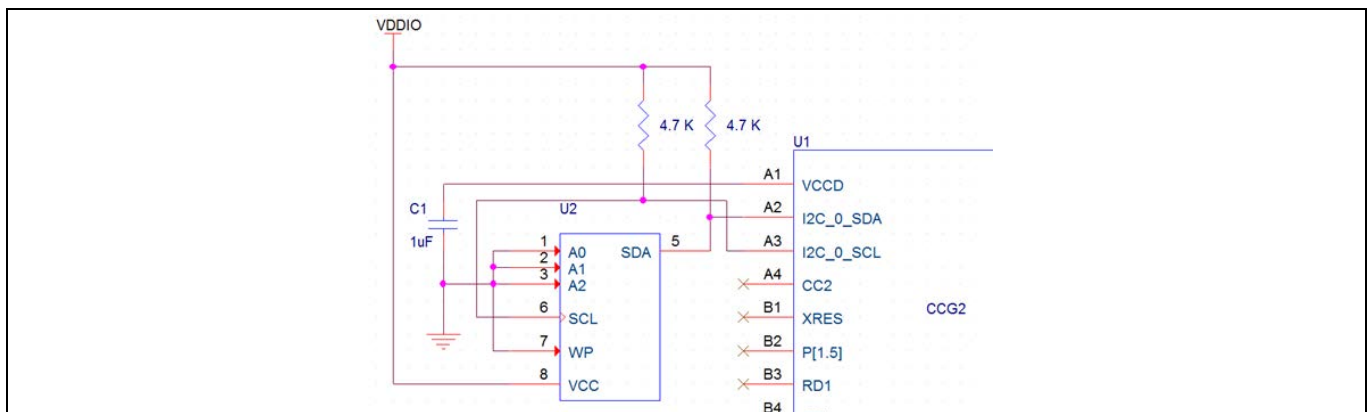 VDDIO
4.7 K
4.7 K
U1
A1
VCCD
C1
U2
A2
I2C_0_SDA
1uF
1
A0
SDA
5
A3
I2C_0_SCL
2
A1
3
A2
A4
CC2
6
SCL
B1
XRES
CCG2
7
WP
B2
P[1.5]
8
VCC
B3
RD1
B4